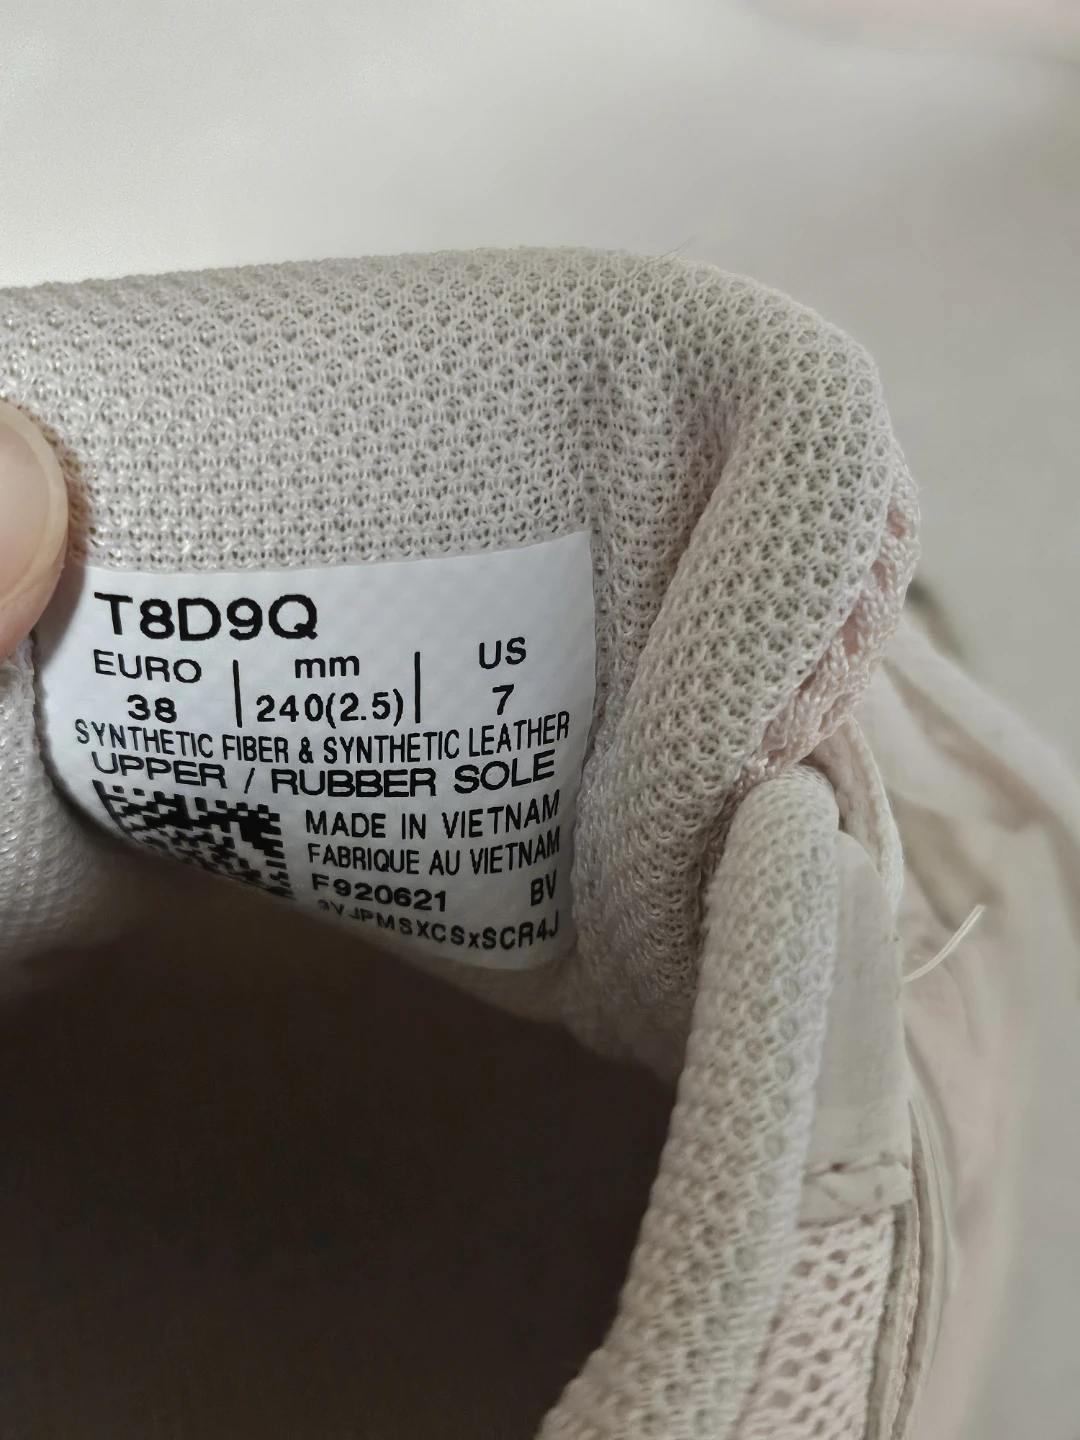 T8D9Q
EURO | mm | US
38 | 240(2.5) | 7
SYNTHETIC FIBER & SYNTHETIC LEATHER
UPPER / RUBBER SOLE
MADE IN VIETNAM
FABRIQUE AU VIETNAM
F920621 BV